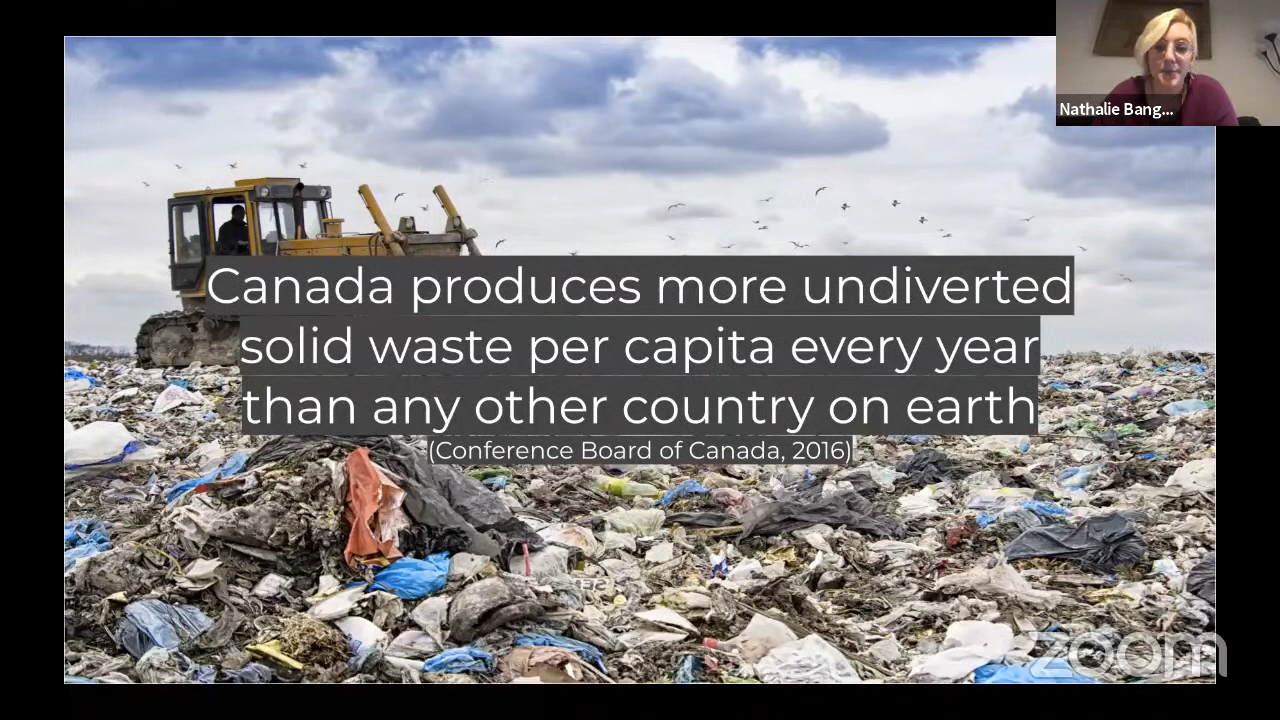 Nathalie Bang...
Canada produces more undiverted
solid waste per capita every year
than any other country on earth
(Conference Board of Canada, 2016)
zoom